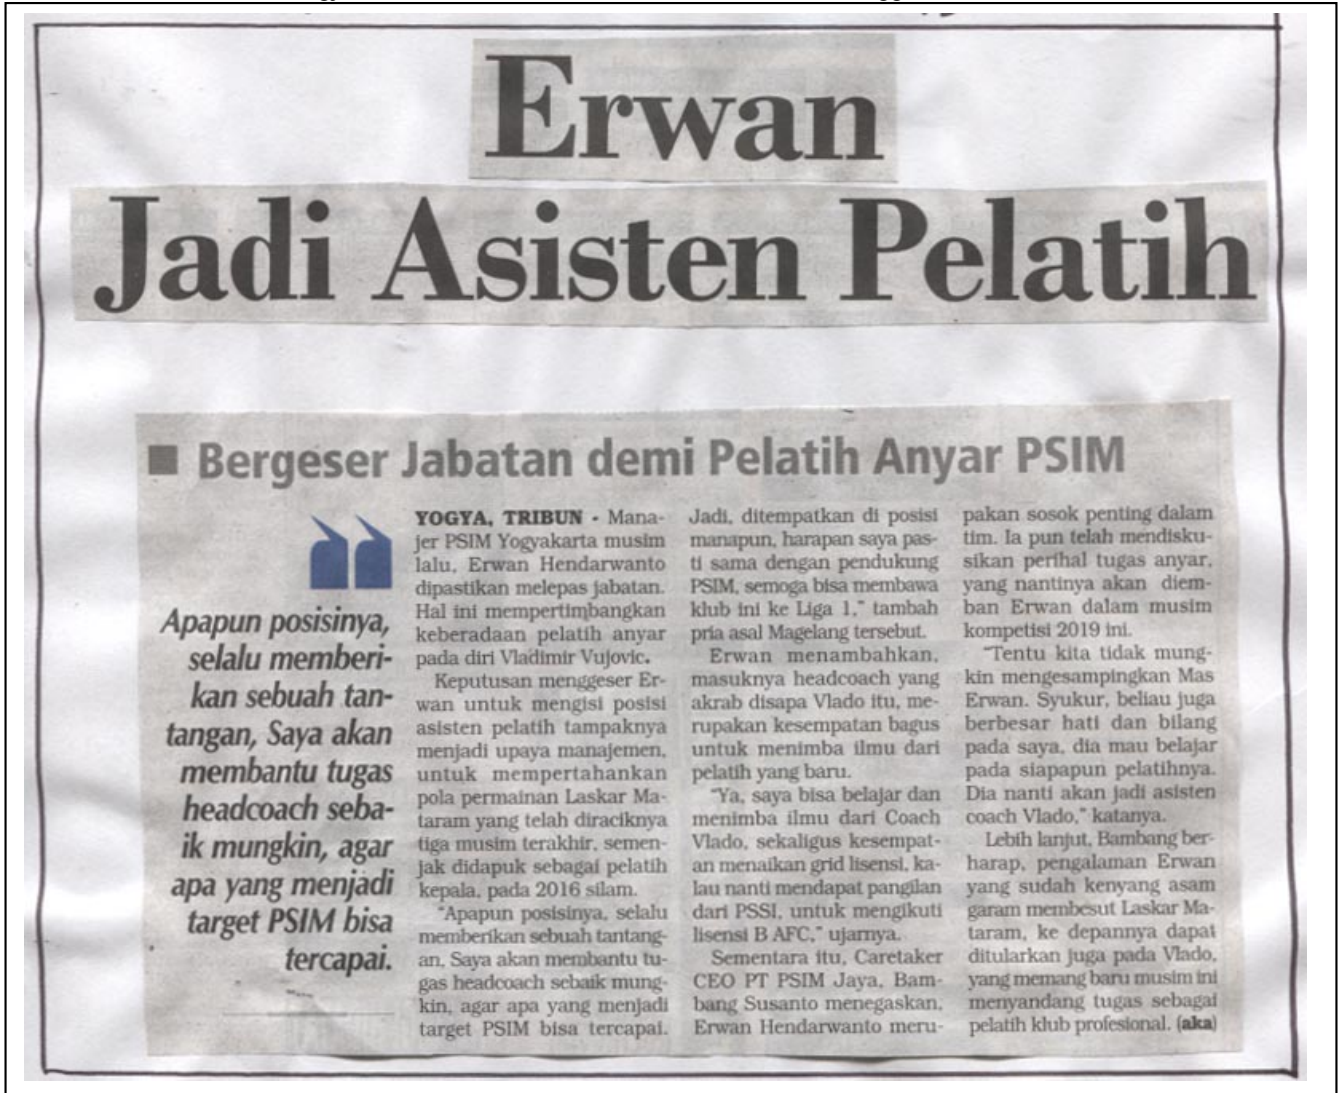 Erwan
Jadi Asisten Pelatih
■ Bergeser Jabatan demi Pelatih Anyar PSIM
Apapun posisinya,
selalu memberi-
kan sebuah tan-
tangan, Saya akan
membantu tugas
headcoach seba-
ik mungkin, agar
apa yang menjadi
target PSIM bisa
tercapai.
YOGYA, TRIBUN - Mana-
jer PSIM Yogyakarta musim
lalu, Erwan Hendarwanto
dipastikan melepas jabatan.
Hal ini mempertimbangkan
keberadaan pelatih anyar
pada diri Vladimir Vujovic.
Keputusan menggeser Er-
wan untuk mengisi posisi
asisten pelatih tampaknya
menjadi upaya manajemen,
untuk mempertahankan
pola permainan Laskar Ma-
taram yang telah diraciknya
tiga musim terakhir, semen-
jak didapuk sebagai pelatih
kepala, pada 2016 silam.
"Apapun posisinya, selalu
memberikan sebuah tantang-
an, Saya akan membantu tu-
gas headcoach sebaik mung-
kin, agar apa yang menjadi
target PSIM bisa tercapai.
Jadi, ditempatkan di posisi
manapun, harapan saya pas-
ti sama dengan pendukung
PSIM, semoga bisa membawa
klub ini ke Liga 1," tambah
pria asal Magelang tersebut.
Erwan menambahkan,
masuknya headcoach yang
akrab disapa Vlado itu, me-
rupakan kesempatan bagus
untuk menimba ilmu dari
pelatih yang baru.
"Ya, saya bisa belajar dan
menimba ilmu dari Coach
Vlado, sekaligus kesempat-
an menaikan grid lisensi, ka-
lau nanti mendapat pangilan
dari PSSI, untuk mengikuti
lisensi B AFC," ujarnya.
Sementara itu, Caretaker
CEO PT PSIM Jaya, Bam-
bang Susanto menegaskan,
Erwan Hendarwanto meru-
pakan sosok penting dalam
tim. Ia pun telah mendisku-
sikan perihal tugas anyar,
yang nantinya akan diem-
ban Erwan dalam musim
kompetisi 2019 ini.
"Tentu kita tidak mung-
kin mengesampingkan Mas
Erwan. Syukur, beliau juga
berbesar hati dan bilang
pada saya, dia mau belajar
pada siapapun pelatihnya.
Dia nanti akan jadi asisten
coach Vlado," katanya.
Lebih lanjut, Bambang ber-
harap, pengalaman Erwan
yang sudah kenyang asam
garam membesut Laskar Ma-
taram, ke depannya dapat
ditularkan juga pada Vlado,
yang memang baru musim ini
menyandang tugas sebagai
pelatih klub profesional. (aka)